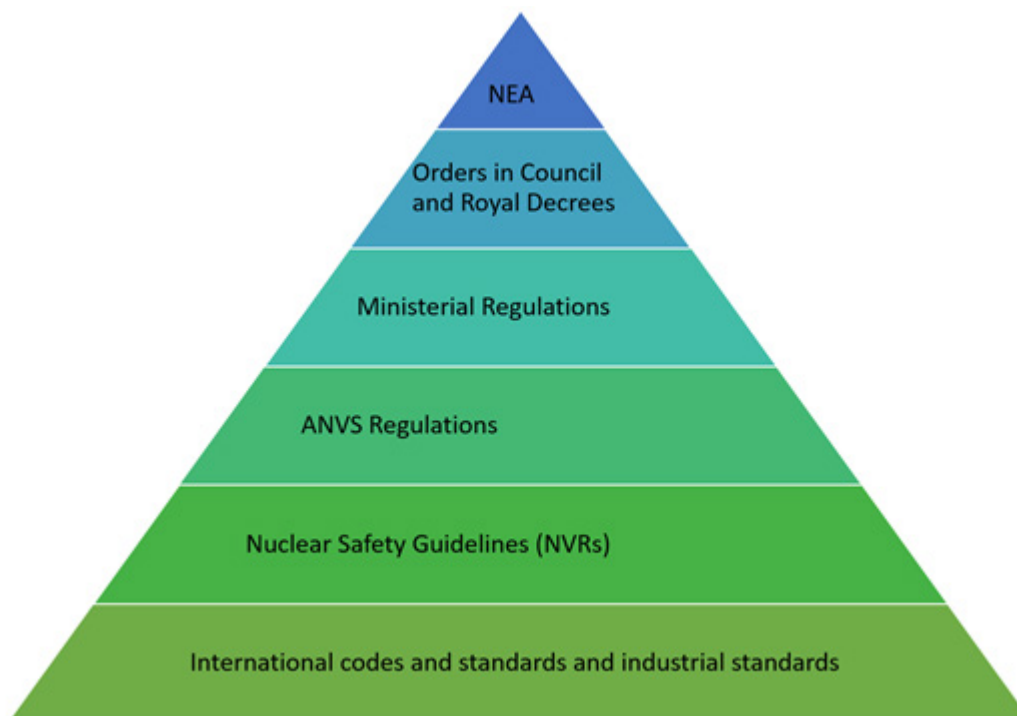 NEA
Orders in Council
and Royal Decrees
Ministerial Regulations
ANVS Regulations
Nuclear Safety Guidelines (NVRs)
International codes and standards and industrial standards